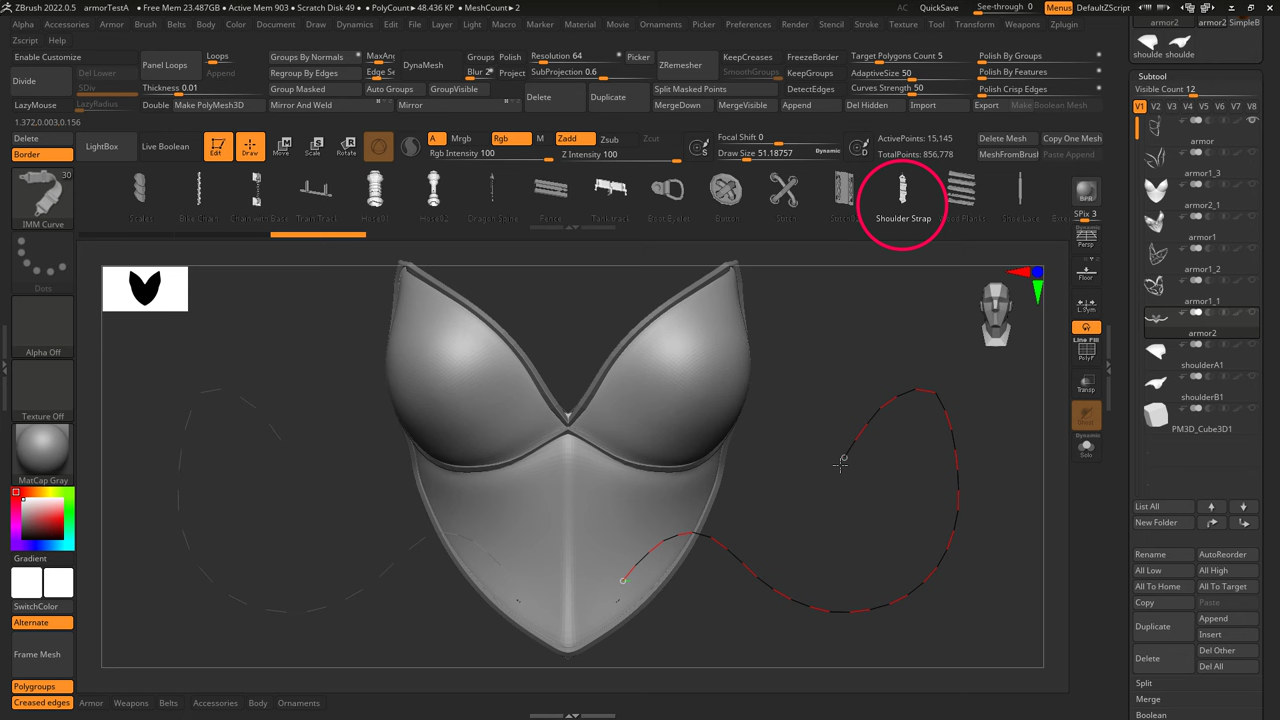 ZBrush 2022.0.5 armorTestA • Free Mem 23.487GB • Active Mem 903 • Scratch Disk 49 • PolyCount▸48.436 KP • MeshCount▸2 AC QuickSave See-through 0 Menus DefaultZScript
Alpha Accessories Armor Brush Belts Body Color Document Draw Dynamics Edit File Layer Light Macro Marker Material Movie Ornaments Picker Preferences Render Stencil Stroke Texture Tool Transform Weapons Zplugin
Zscript Help
armor2 armor2 SimpleB
shoulde shoulde
Enable Customize
Divide
Del Lower
SDiv
Panel Loops
Loops
Append
Thickness 0.01
Groups By Normals
MaxAng
Regroup By Edges
Edge Se
Group Masked
Auto Groups
DynaMesh
Groups
Polish
Blur 2
Project
GroupVisible
Resolution 64
SubProjection 0.6
Picker
Delete
Duplicate
ZRemesher
KeepCreases
SmoothGroups
FreezeBorder
KeepGroups
Split Masked Points
DetectEdges
Target Polygons Count 5
AdaptiveSize 50
Curves Strength 50
Polish By Groups
Polish By Features
Polish Crisp Edges
LazyMouse LazyRadius Double Make PolyMesh3D Mirror And Weld Mirror MergeDown MergeVisible Append Del Hidden Import Export Make Boolean Mesh
1.372,0.003,0.156
Delete
Border
LightBox
Live Boolean
Edit Draw Move Scale Rotate
A Mrgb Rgb M Zadd Zsub Zcut
Rgb Intensity 100
Z Intensity 100
S
Focal Shift 0
Draw Size 51.18757 Dynamic
D
ActivePoints: 15,145
TotalPoints: 856,778
Delete Mesh Copy One Mesh
MeshFromBrush Paste Append
30
IMM Curve
Scales Bike Chain Chain with Base Train Track Hose01 Hose02 Dragon Spine Fence Tanktrack Boot Eyelet Button Stitch Stitch02 Shoulder Strap Wood Planks Shoe Lace
Dots
Alpha Off
Texture Off
MatCap Gray
Gradient
SwitchColor
Alternate
Frame Mesh
Polygroups
Creased edges
Armor Weapons Belts Accessories Body Ornaments
BPR
SPix 3
Dynamic
Persp
Floor
L.Sym
Line Fill
PolyF
Transp
Dynamic
Solo
Subtool
Visible Count 12
V1 V2 V3 V4 V5 V6 V7 V8
armor
armor1_3
armor2_1
armor1
armor1_2
armor1_1
armor2
shoulderA1
shoulderB1
PM3D_Cube3D1
List All
New Folder
Rename AutoReorder
All Low All High
All To Home All To Target
Copy Paste
Duplicate
Append
Insert
Delete
Del Other
Del All
Split
Merge
Boolean